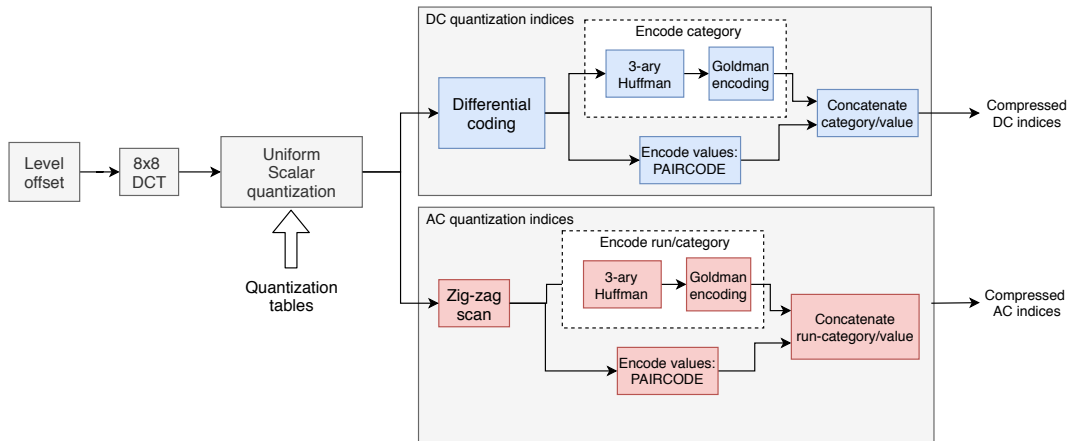 Level
offset
8x8
DCT
Uniform
Scalar
quantization
Quantization
tables
DC quantization indices
Encode category
3-ary
Huffman
Goldman
encoding
Differential
coding
Encode values:
PAIRCODE
Concatenate
category/value
Compressed
DC indices
AC quantization indices
Encode run/category
3-ary
Huffman
Goldman
encoding
Zig-zag
scan
Encode values:
PAIRCODE
Concatenate
run-category/value
Compressed
AC indices